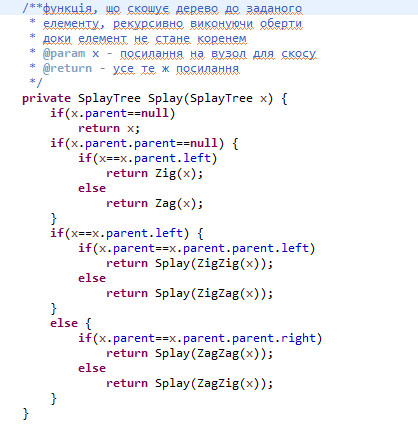 /**функція, що скошує дерево до заданого
 * елементу, рекурсивно виконуючи оберти
 * доки елемент не стане коренем
 * @param x - посилання на вузол для скосу
 * @return - усе те ж посилання
 */
private SplayTree Splay(SplayTree x) {
    if(x.parent==null)
        return x;
    if(x.parent.parent==null) {
        if(x==x.parent.left)
            return Zig(x);
        else
            return Zag(x);
    }
    if(x==x.parent.left) {
        if(x.parent==x.parent.parent.left)
            return Splay(ZigZig(x));
        else
            return Splay(ZigZag(x));
    }
    else {
        if(x.parent==x.parent.parent.right)
            return Splay(ZagZag(x));
        else
            return Splay(ZagZig(x));
    }
}